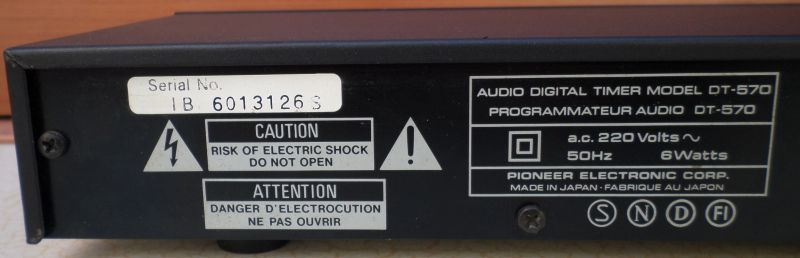 Serial No.
IB 6013126 S
CAUTION
RISK OF ELECTRIC SHOCK
DO NOT OPEN
ATTENTION
DANGER D'ELECTROCUTION
NE PAS OUVRIR
AUDIO DIGITAL TIMER MODEL DT-570
PROGRAMMATEUR AUDIO DT-570
a.c. 220 Volts ~
50Hz 6 Watts
PIONEER ELECTRONIC CORP.
MADE IN JAPAN · FABRIQUE AU JAPON
S N D FI